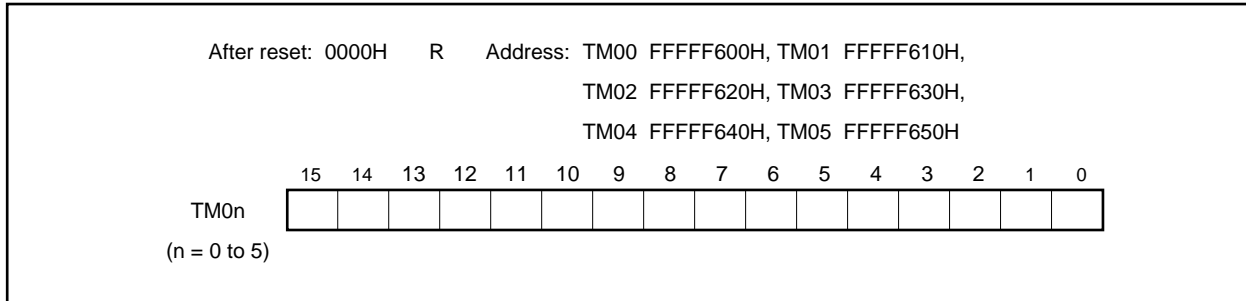 After reset: 0000H R Address: TM00 FFFFF600H, TM01 FFFFF610H,
TM02 FFFFF620H, TM03 FFFFF630H,
TM04 FFFFF640H, TM05 FFFFF650H
15 14 13 12 11 10 9 8 7 6 5 4 3 2 1 0
TM0n
(n = 0 to 5)